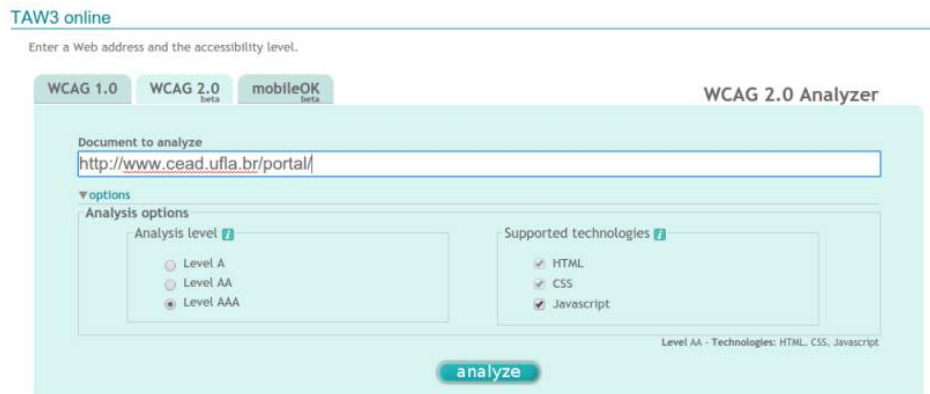 TAW3 online
Enter a Web address and the accessibility level.
WCAG 1.0
WCAG 2.0
beta
mobileOK
beta
WCAG 2.0 Analyzer
Document to analyze
http://www.cead.ufla.br/portal/
▼options
Analysis options
Analysis level i
Supported technologies i
Level A
HTML
Level AA
CSS
Level AAA
Javascript
Level AA - Technologies: HTML, CSS, Javascript
analyze